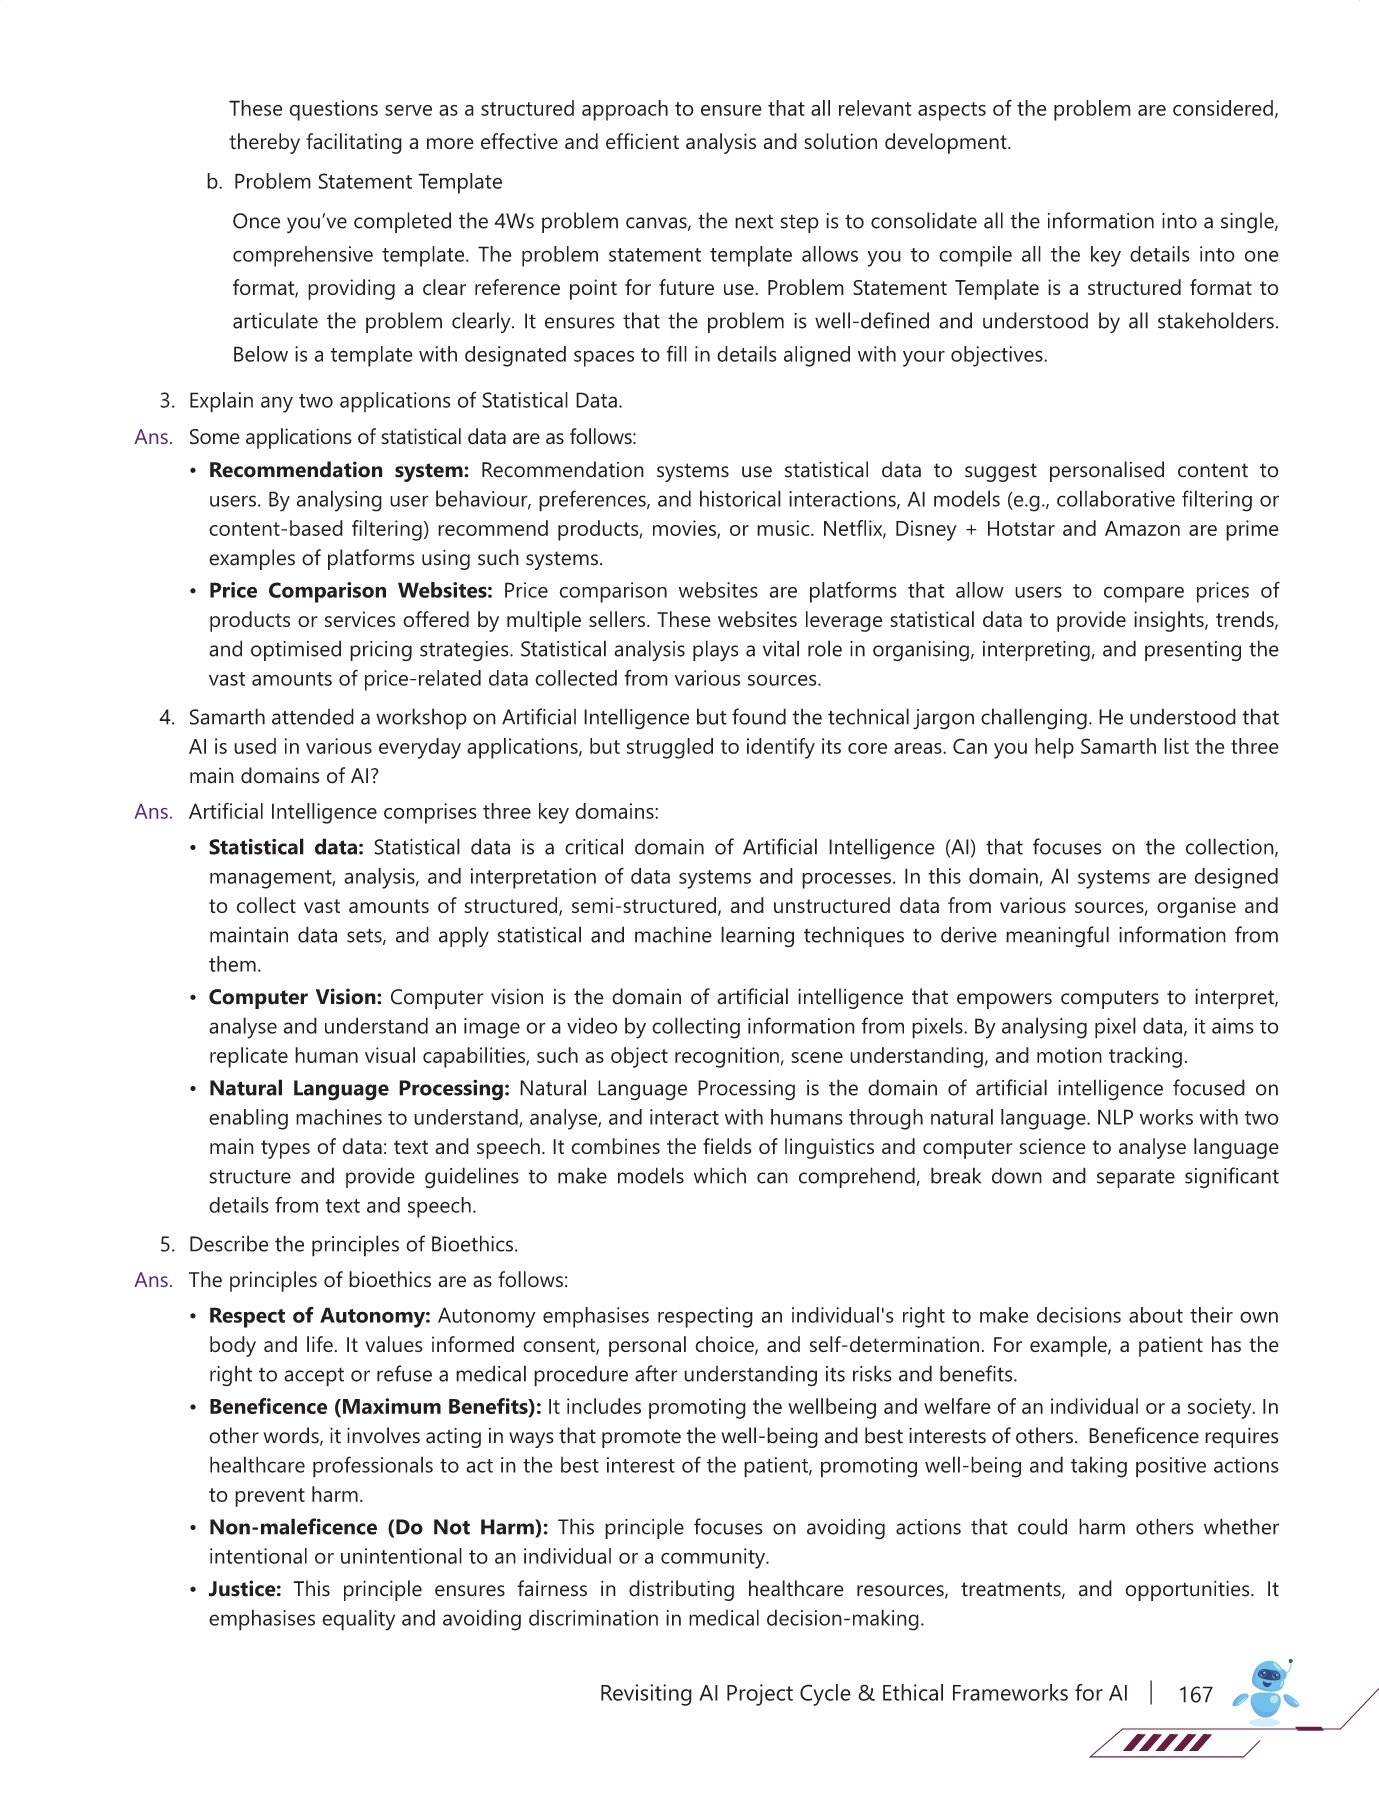 These questions serve as a structured approach to ensure that all relevant aspects of the problem are considered,
thereby facilitating a more effective and efficient analysis and solution development.
b. Problem Statement Template
Once you’ve completed the 4Ws problem canvas, the next step is to consolidate all the information into a single,
comprehensive template. The problem statement template allows you to compile all the key details into one
format, providing a clear reference point for future use. Problem Statement Template is a structured format to
articulate the problem clearly. It ensures that the problem is well-defined and understood by all stakeholders.
Below is a template with designated spaces to fill in details aligned with your objectives.
3. Explain any two applications of Statistical Data.
Ans. Some applications of statistical data are as follows:
• Recommendation system: Recommendation systems use statistical data to suggest personalised content to
users. By analysing user behaviour, preferences, and historical interactions, AI models (e.g., collaborative filtering or
content-based filtering) recommend products, movies, or music. Netflix, Disney + Hotstar and Amazon are prime
examples of platforms using such systems.
• Price Comparison Websites: Price comparison websites are platforms that allow users to compare prices of
products or services offered by multiple sellers. These websites leverage statistical data to provide insights, trends,
and optimised pricing strategies. Statistical analysis plays a vital role in organising, interpreting, and presenting the
vast amounts of price-related data collected from various sources.
4. Samarth attended a workshop on Artificial Intelligence but found the technical jargon challenging. He understood that
AI is used in various everyday applications, but struggled to identify its core areas. Can you help Samarth list the three
main domains of AI?
Ans. Artificial Intelligence comprises three key domains:
• Statistical data: Statistical data is a critical domain of Artificial Intelligence (AI) that focuses on the collection,
management, analysis, and interpretation of data systems and processes. In this domain, AI systems are designed
to collect vast amounts of structured, semi-structured, and unstructured data from various sources, organise and
maintain data sets, and apply statistical and machine learning techniques to derive meaningful information from
them.
• Computer Vision: Computer vision is the domain of artificial intelligence that empowers computers to interpret,
analyse and understand an image or a video by collecting information from pixels. By analysing pixel data, it aims to
replicate human visual capabilities, such as object recognition, scene understanding, and motion tracking.
• Natural Language Processing: Natural Language Processing is the domain of artificial intelligence focused on
enabling machines to understand, analyse, and interact with humans through natural language. NLP works with two
main types of data: text and speech. It combines the fields of linguistics and computer science to analyse language
structure and provide guidelines to make models which can comprehend, break down and separate significant
details from text and speech.
5. Describe the principles of Bioethics.
Ans. The principles of bioethics are as follows:
• Respect of Autonomy: Autonomy emphasises respecting an individual's right to make decisions about their own
body and life. It values informed consent, personal choice, and self-determination. For example, a patient has the
right to accept or refuse a medical procedure after understanding its risks and benefits.
• Beneficence (Maximum Benefits): It includes promoting the wellbeing and welfare of an individual or a society. In
other words, it involves acting in ways that promote the well-being and best interests of others. Beneficence requires
healthcare professionals to act in the best interest of the patient, promoting well-being and taking positive actions
to prevent harm.
• Non-maleficence (Do Not Harm): This principle focuses on avoiding actions that could harm others whether
intentional or unintentional to an individual or a community.
• Justice: This principle ensures fairness in distributing healthcare resources, treatments, and opportunities. It
emphasises equality and avoiding discrimination in medical decision-making.
Revisiting AI Project Cycle & Ethical Frameworks for AI | 167